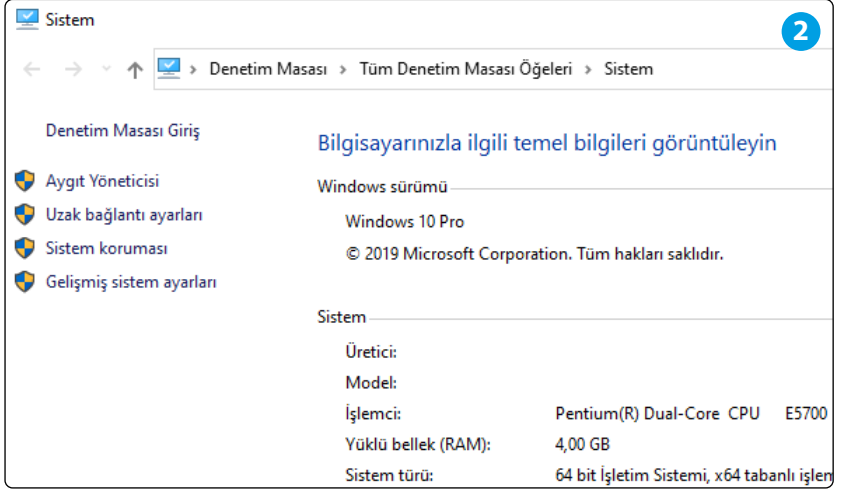 Sistem
2
Denetim Masası > Tüm Denetim Masası Öğeleri > Sistem
Denetim Masası Giriş
Aygıt Yöneticisi
Uzak bağlantı ayarları
Sistem koruması
Gelişmiş sistem ayarları
Bilgisayarınızla ilgili temel bilgileri görüntüleyin
Windows sürümü
Windows 10 Pro
© 2019 Microsoft Corporation. Tüm hakları saklıdır.
Sistem
Üretici:
Model:
İşlemci: Pentium(R) Dual-Core CPU E5700
Yüklü bellek (RAM): 4,00 GB
Sistem türü: 64 bit İşletim Sistemi, x64 tabanlı